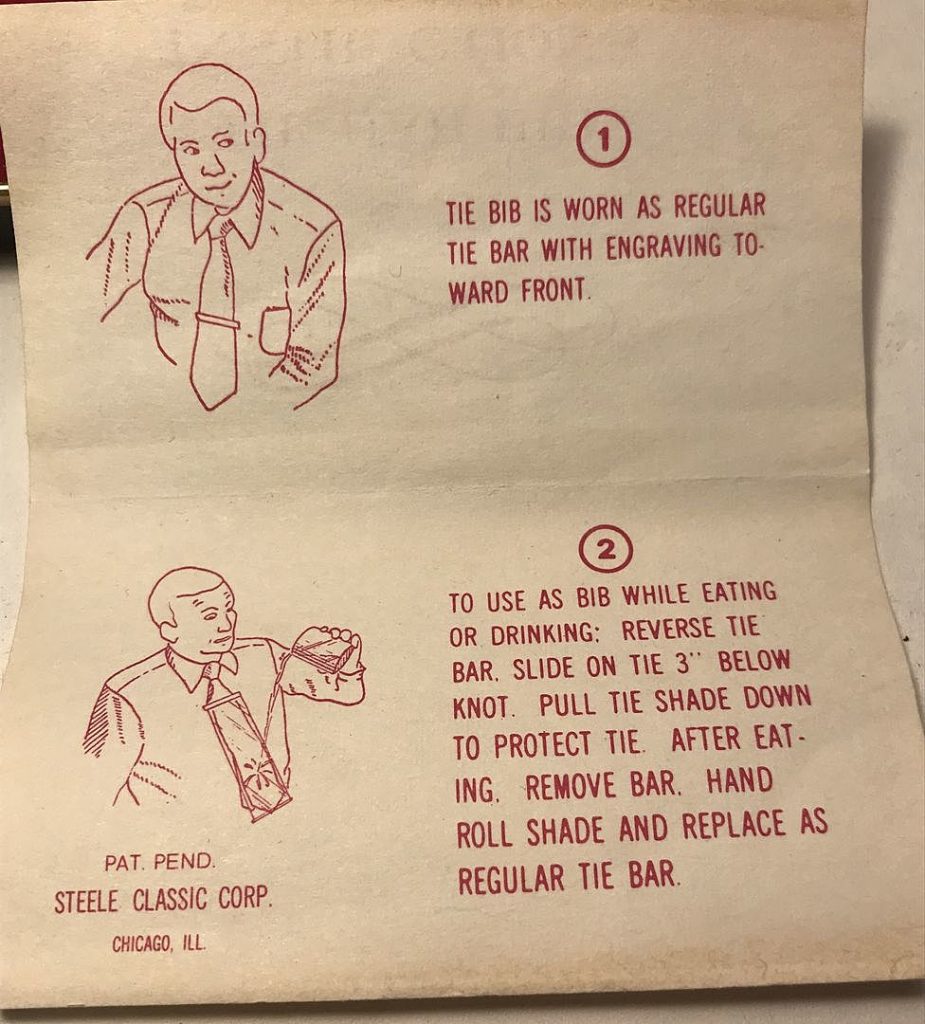 1
TIE BIB IS WORN AS REGULAR
TIE BAR WITH ENGRAVING TO-
WARD FRONT.
2
TO USE AS BIB WHILE EATING
OR DRINKING: REVERSE TIE
BAR. SLIDE ON TIE 3" BELOW
KNOT. PULL TIE SHADE DOWN
TO PROTECT TIE. AFTER EAT-
ING, REMOVE BAR. HAND
ROLL SHADE AND REPLACE AS
REGULAR TIE BAR.
PAT. PEND.
STEELE CLASSIC CORP.
CHICAGO, ILL.